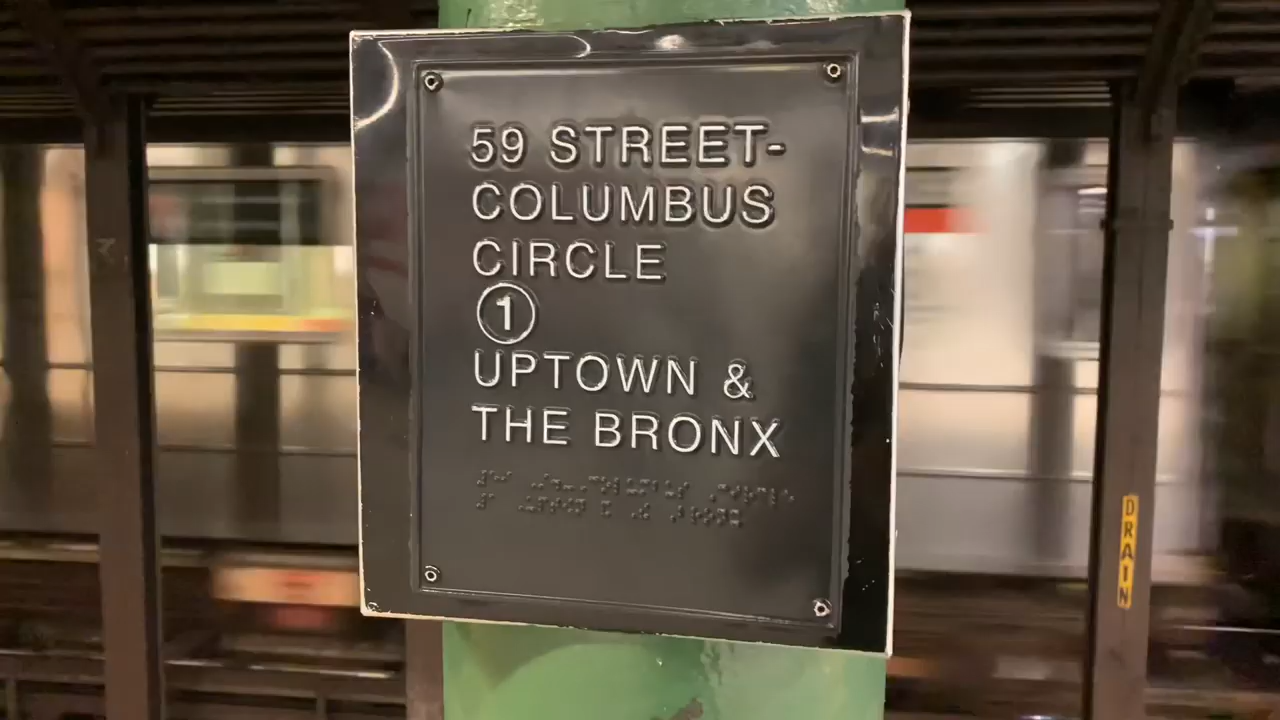 59 STREET-
COLUMBUS
CIRCLE
1
UPTOWN &
THE BRONX
DRAIN